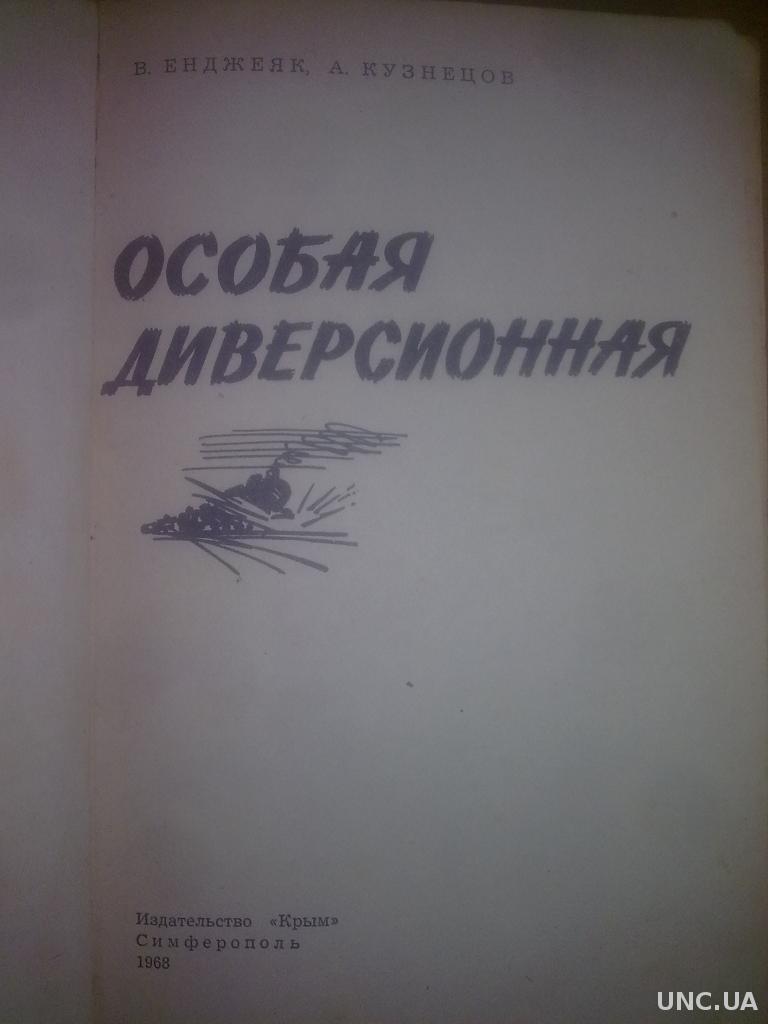 В. ЕНДЖЕЯК, А. КУЗНЕЦОВ
ОСОБАЯ
ДИВЕРСИОННАЯ
Издательство «Крым»
Симферополь
1968
UNC.UA